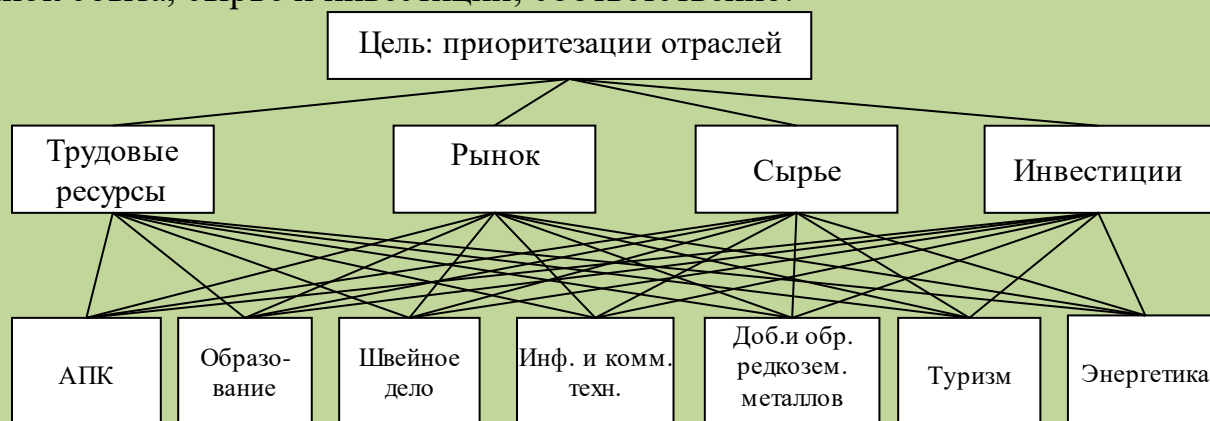 Цель: приоритезации отраслей
Трудовые
ресурсы
Рынок
Сырье
Инвестиции
АПК
Образо-
вание
Швейное
дело
Инф. и комм.
техн.
Доб.и обр.
редкозем.
металлов
Туризм
Энергетика